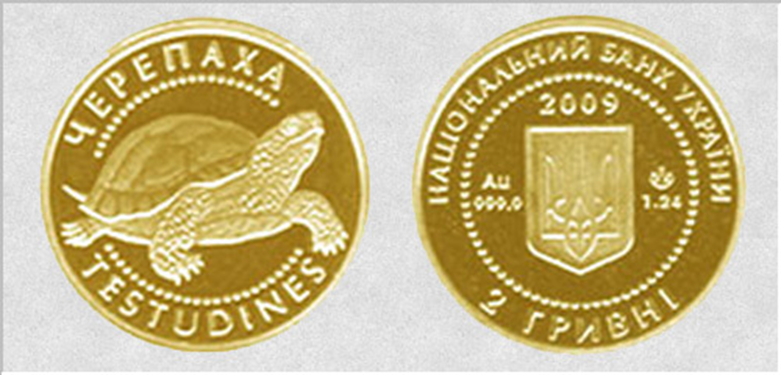 ЧЕРЕПАХА
TESTUDINES
НАЦІОНАЛЬНИЙ БАНК УКРАЇНИ
2009
Au
999.9
1.24
2 ГРИВНІ